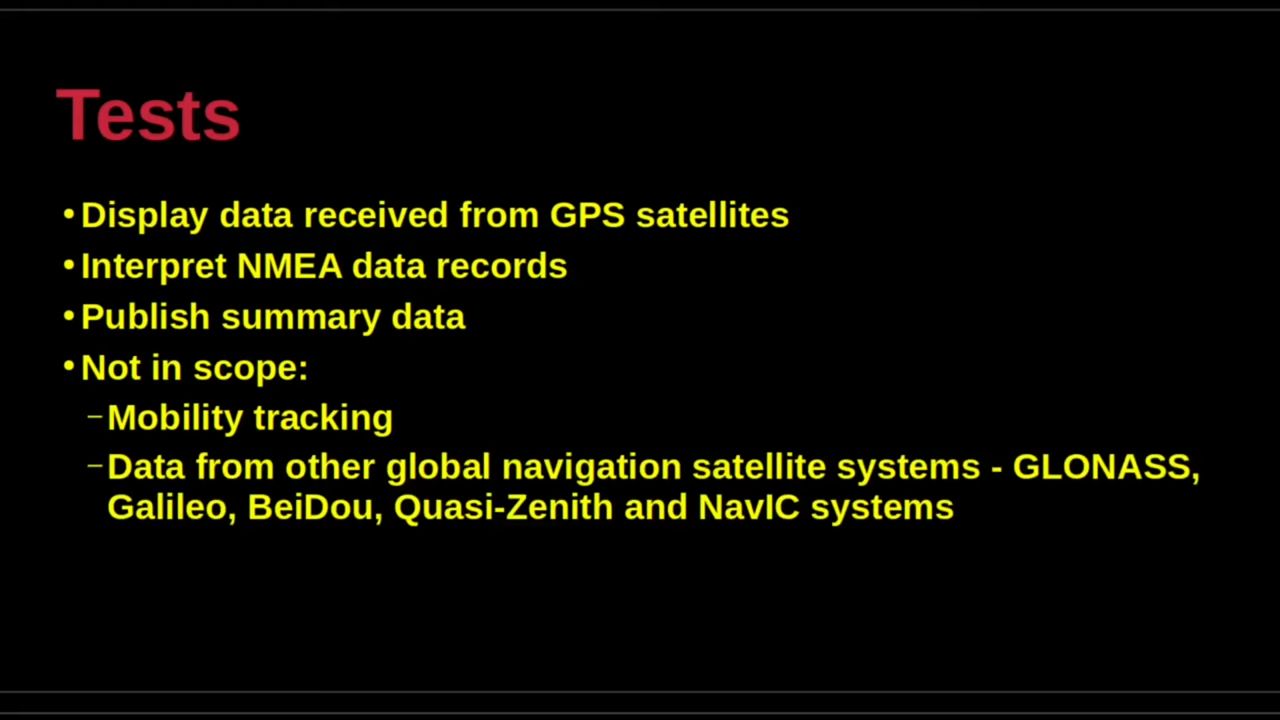 Tests
• Display data received from GPS satellites
• Interpret NMEA data records
• Publish summary data
• Not in scope:
– Mobility tracking
– Data from other global navigation satellite systems - GLONASS,
Galileo, BeiDou, Quasi-Zenith and NavIC systems